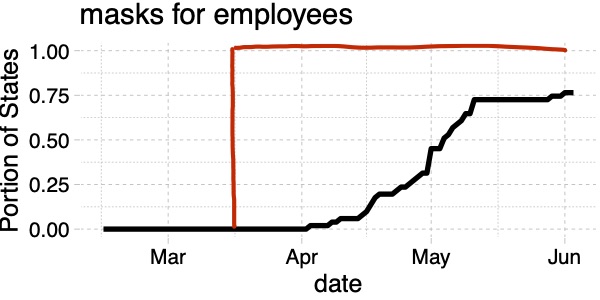 masks for employees
Portion of States
1.00
0.75
0.50
0.25
0.00
Mar Apr May Jun
date